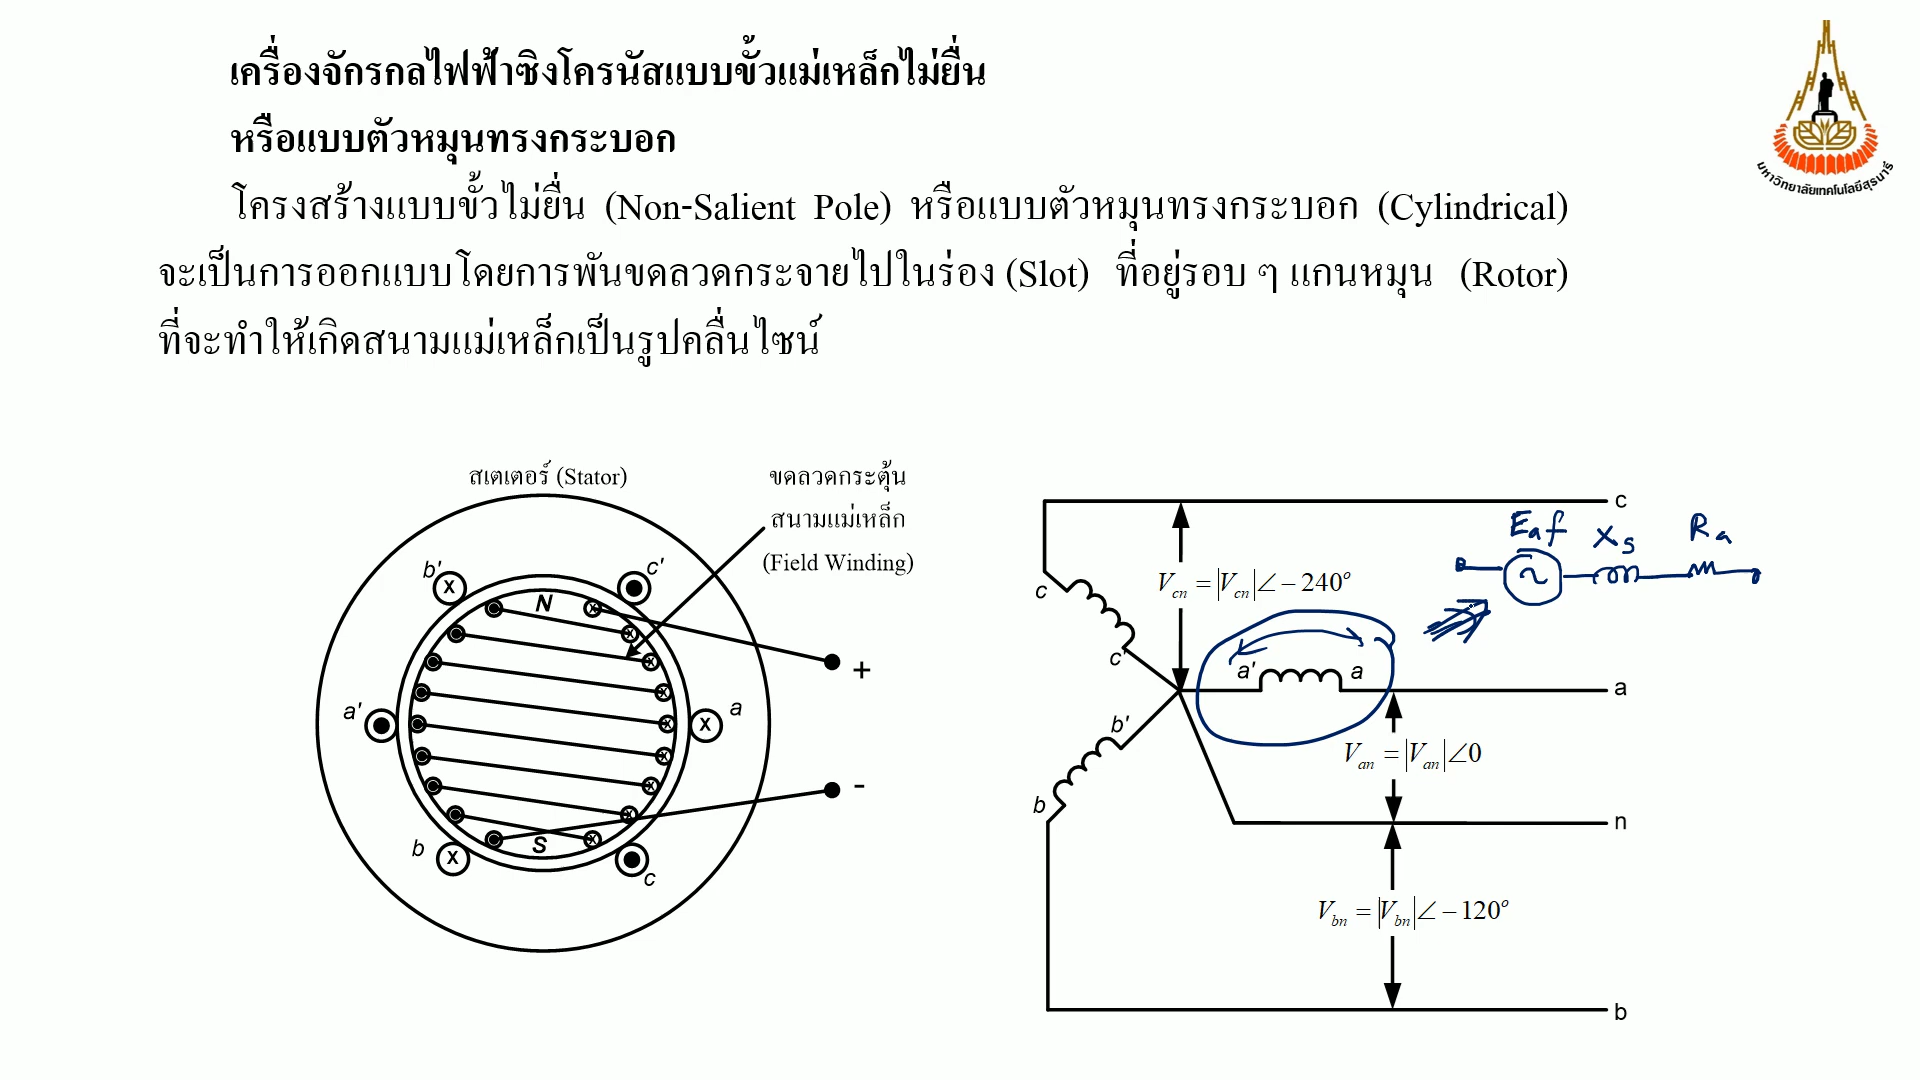 เครื่องจักรกลไฟฟ้าซิงโครนัสแบบขั้วแม่เหล็กไม่ยื่น
หรือแบบตัวหมุนทรงกระบอก
โครงสร้างแบบขั้วไม่ยื่น (Non-Salient Pole) หรือแบบตัวหมุนทรงกระบอก (Cylindrical)
จะเป็นการออกแบบโดยการพันขดลวดกระจายไปในร่อง (Slot) ที่อยู่รอบ ๆ แกนหมุน (Rotor)
ที่จะทำให้เกิดสนามแม่เหล็กเป็นรูปคลื่นไซน์
มหาวิทยาลัยเทคโนโลยีสุรนารี
สเตเตอร์ (Stator)
ขดลวดกระตุ้น
สนามแม่เหล็ก
(Field Winding)
b'
x
c'
N
+
a'
x
a
-
b
x
S
c
c
Eaf Xs Ra
c
Vcn = |Vcn|∠−240°
c'
a' a
a
b'
Van = |Van|∠0
b
n
Vbn = |Vbn|∠−120°
b